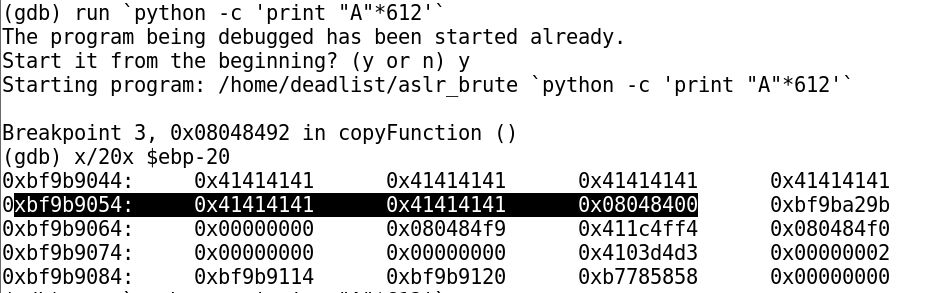 (gdb) run `python -c 'print "A"*612'`
The program being debugged has been started already.
Start it from the beginning? (y or n) y
Starting program: /home/deadlist/aslr_brute `python -c 'print "A"*612'`
Breakpoint 3, 0x08048492 in copyFunction ()
(gdb) x/20x $ebp-20
0xbf9b9044: 0x41414141 0x41414141 0x41414141 0x41414141
0xbf9b9054: 0x41414141 0x41414141 0x08048400 0xbf9ba29b
0xbf9b9064: 0x00000000 0x080484f9 0x411c4ff4 0x080484f0
0xbf9b9074: 0x00000000 0x00000000 0x4103d4d3 0x00000002
0xbf9b9084: 0xbf9b9114 0xbf9b9120 0xb7785858 0x00000000